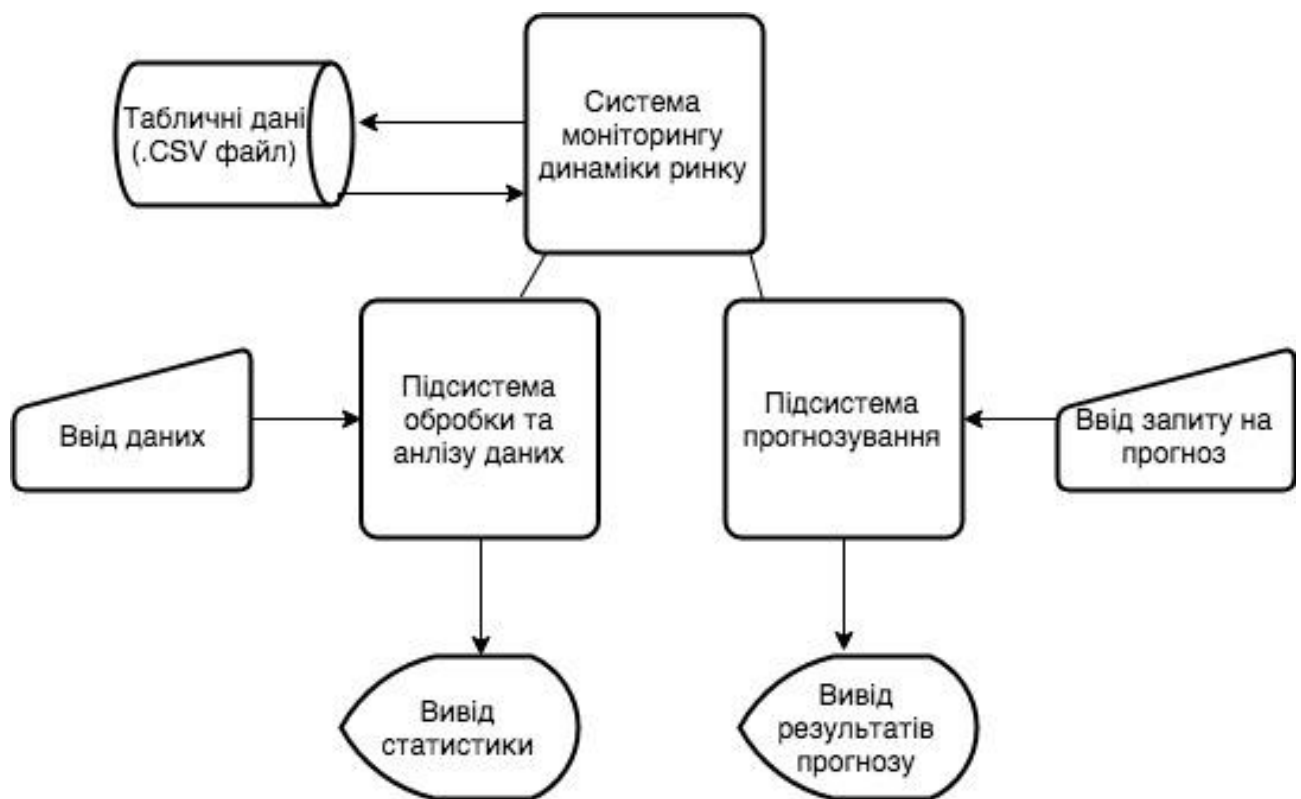 Табличні дані
(.CSV файл)
Система
моніторингу
динаміки ринку
Ввід даних
Підсистема
обробки та
анлізу даних
Підсистема
прогнозування
Ввід запиту на
прогноз
Вивід
статистики
Вивід
результатів
прогнозу